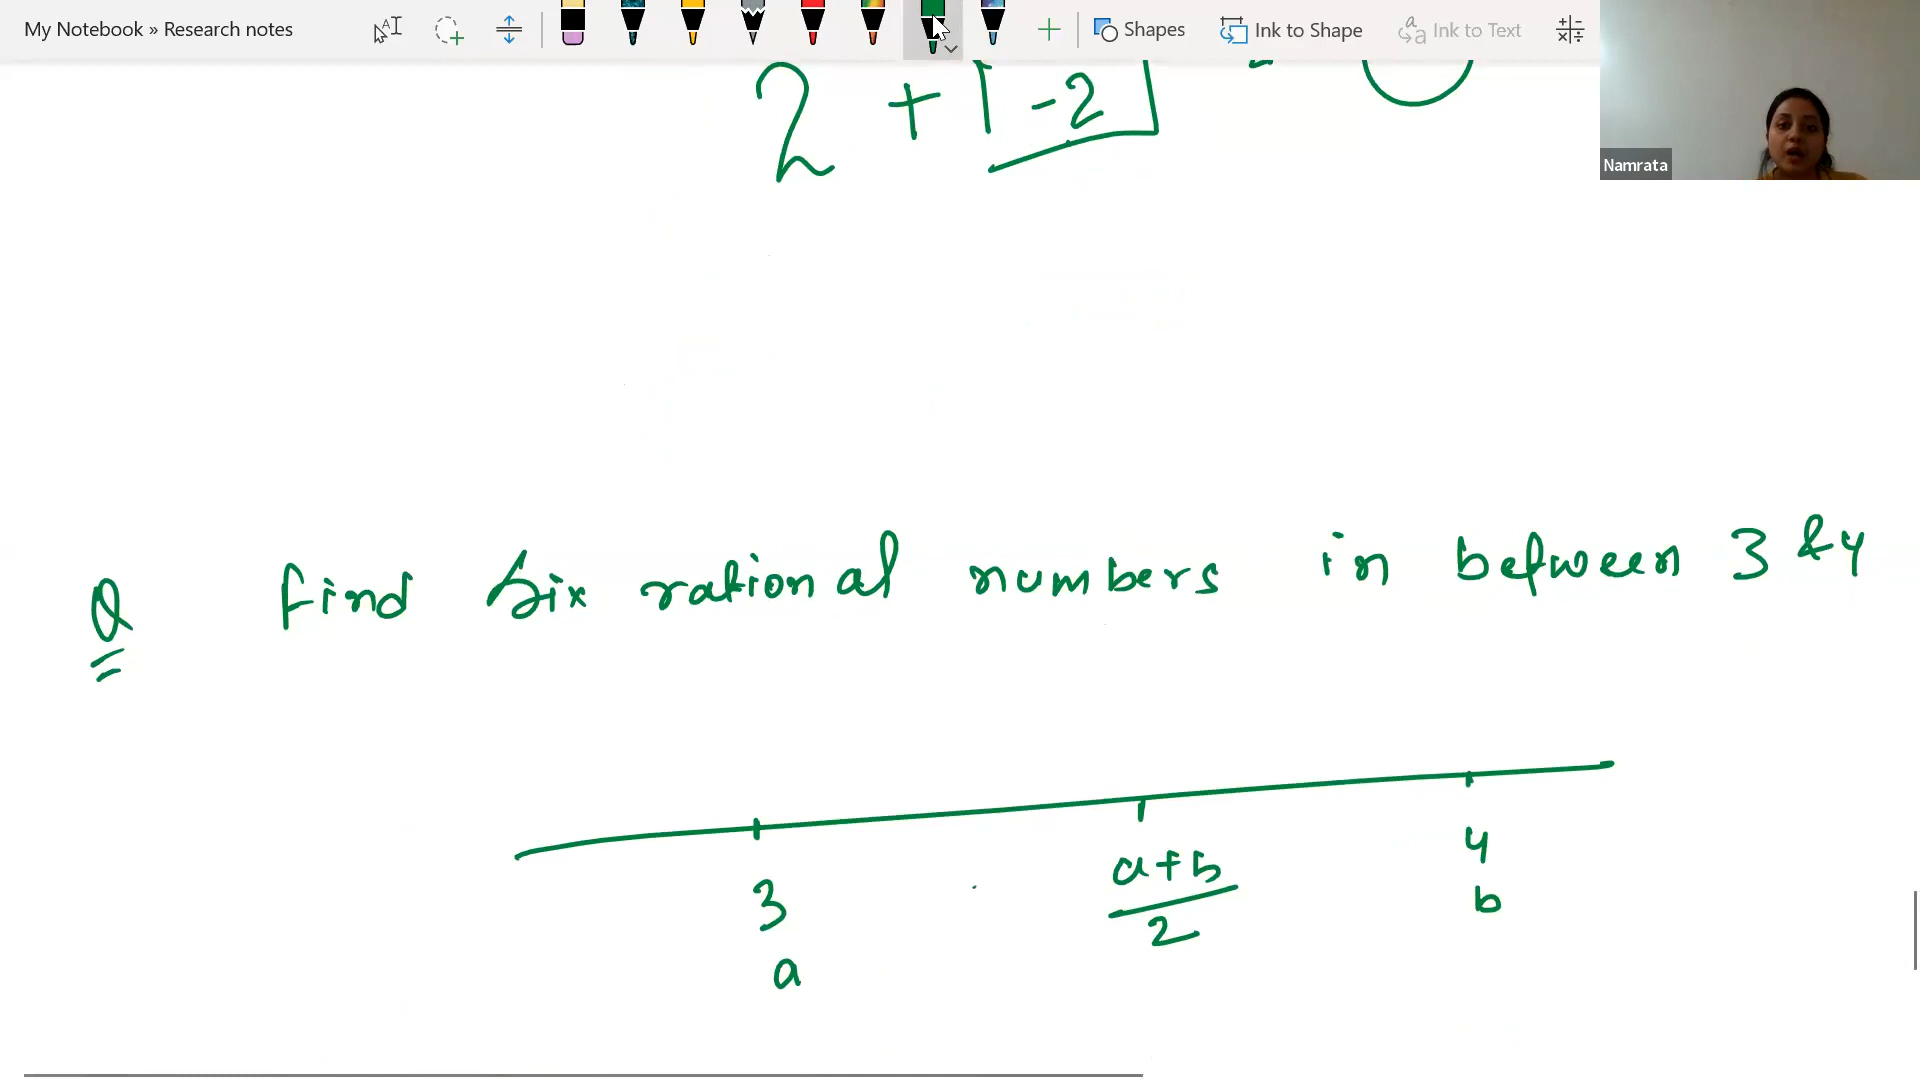 My Notebook » Research notes
Shapes
Ink to Shape
Ink to Text
2 + -2
Namrata
Q find six rational numbers in between 3 & 4
3
a
a+b
2
4
b